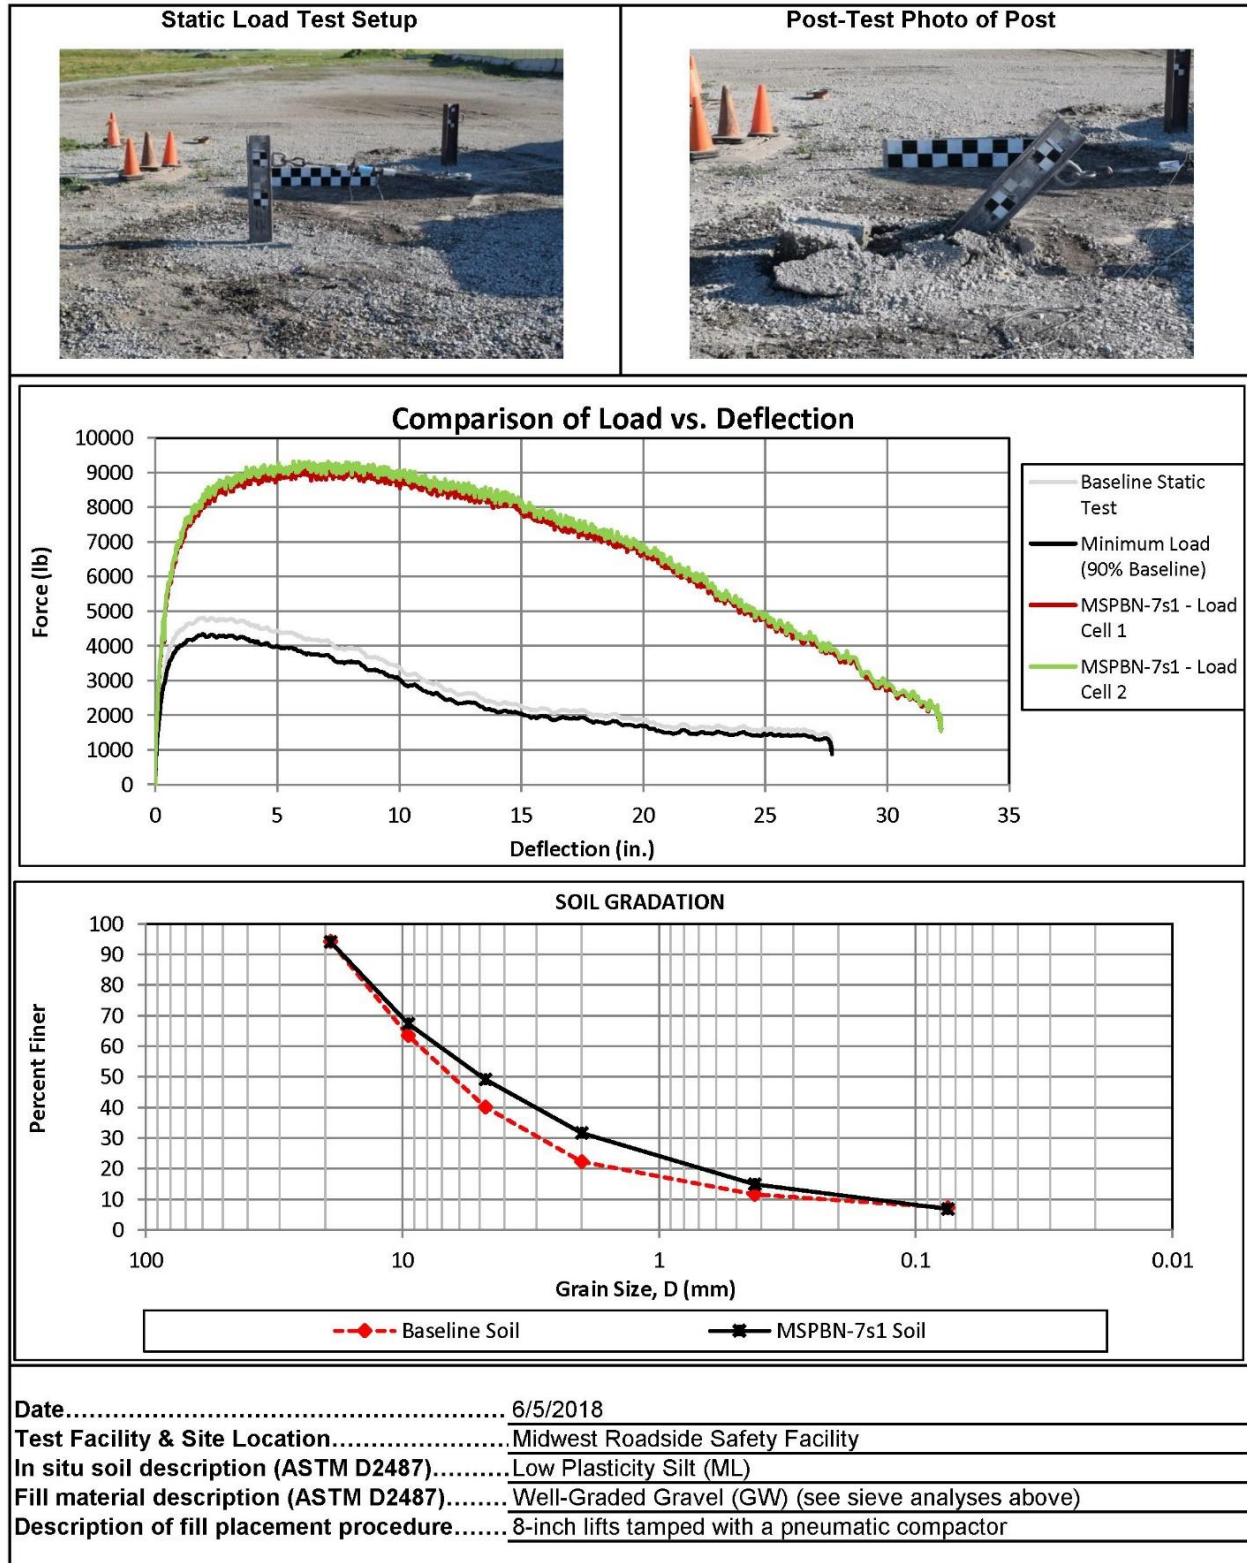 Static Load Test Setup
Post-Test Photo of Post
Comparison of Load vs. Deflection
10000
9000
8000
7000
6000
5000
4000
3000
2000
1000
0
Force (lb)
0 5 10 15 20 25 30 35
Deflection (in.)
Baseline Static
Test
Minimum Load
(90% Baseline)
MSPBN-7s1 - Load
Cell 1
MSPBN-7s1 - Load
Cell 2
SOIL GRADATION
100
90
80
70
60
50
40
30
20
10
0
Percent Finer
100 10 1 0.1 0.01
Grain Size, D (mm)
Baseline Soil
MSPBN-7s1 Soil
Date........................................................ 6/5/2018
Test Facility & Site Location....................... Midwest Roadside Safety Facility
In situ soil description (ASTM D2487).......... Low Plasticity Silt (ML)
Fill material description (ASTM D2487)........ Well-Graded Gravel (GW) (see sieve analyses above)
Description of fill placement procedure....... 8-inch lifts tamped with a pneumatic compactor